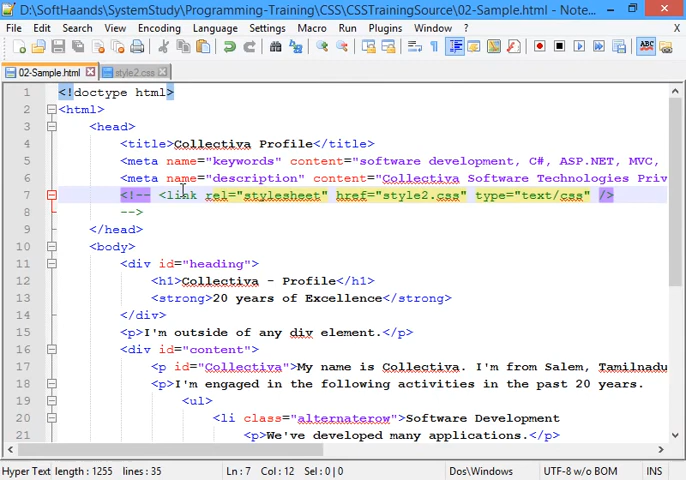 D:\SoftHaands\SystemStudy\Programming-Training\CSS\CSSTrainingSource\02-Sample.html - Note...
File Edit Search View Encoding Language Settings Macro Run Plugins Window ? X
02-Sample.html style2.css
1 <!doctype html>
2 <html>
3 <head>
4 <title>Collectiva Profile</title>
5 <meta name="keywords" content="software development, C#, ASP.NET, MVC,
6 <meta name="description" content="Collectiva Software Technologies Priv
7 <!-- <link rel="stylesheet" href="style2.css" type="text/css" />
8 -->
9 </head>
10 <body>
11 <div id="heading">
12 <h1>Collectiva - Profile</h1>
13 <strong>20 years of Excellence</strong>
14 </div>
15 <p>I'm outside of any div element.</p>
16 <div id="content">
17 <p id="Collectiva">My name is Collectiva. I'm from Salem, Tamilnadu
18 <p>I'm engaged in the following activities in the past 20 years.
19 <ul>
20 <li class="alternaterow">Software Development
21 <p>We've developed many applications.</p>
Hyper Text length : 1255 lines : 35 Ln : 7 Col : 12 Sel : 0 | 0 Dos\Windows UTF-8 w/o BOM INS